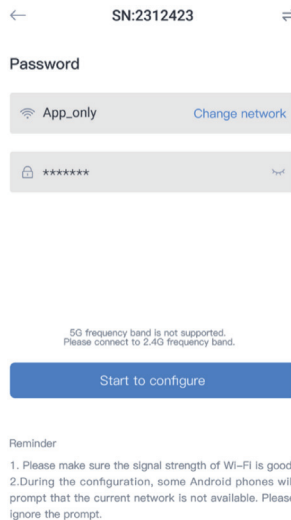 SN:2312423
Password
App_only
Change network
*******
5G frequency band is not supported.
Please connect to 2.4G frequency band.
Start to configure
Reminder
1. Please make sure the signal strength of Wi-Fi is good
2.During the configuration, some Android phones wil
prompt that the current network is not available. Please
ignore the prompt.